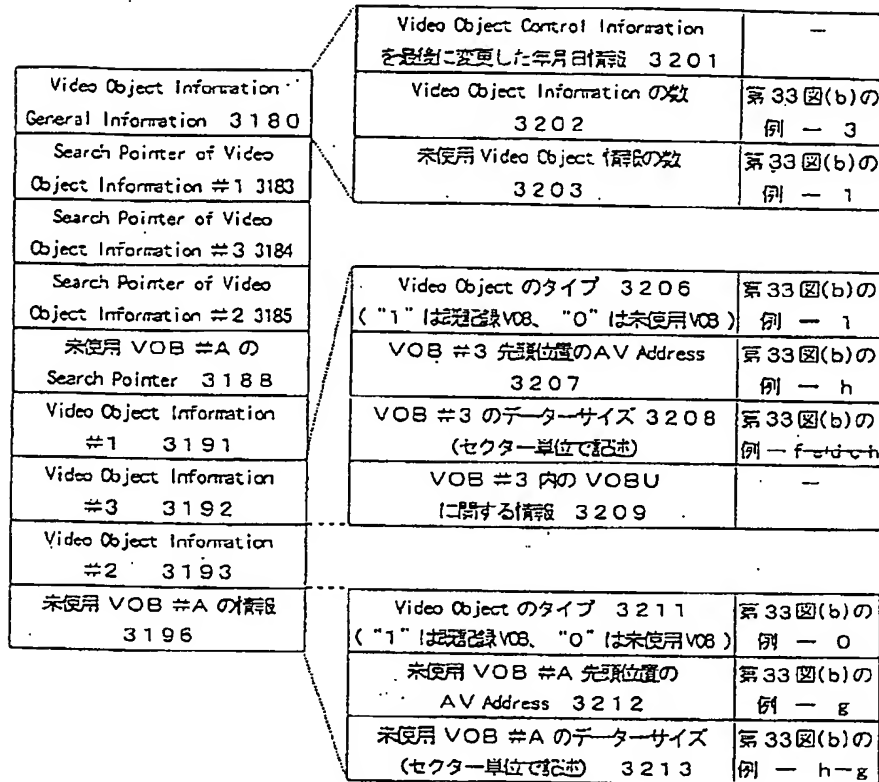 Video Object Information
General Information 3180
Search Pointer of Video
Object Information #1 3183
Search Pointer of Video
Object Information #3 3184
Search Pointer of Video
Object Information #2 3185
未使用 VOB #A の
Search Pointer 3188
Video Object Information
#1 3191
Video Object Information
#3 3192
Video Object Information
#2 3193
未使用 VOB #A の情報
3196
Video Object Control Information
を最後に変更した年月日情報 3201
—
Video Object Information の数
3202
第33図(b)の
例 — 3
未使用 Video Object 情報の数
3203
第33図(b)の
例 — 1
Video Object のタイプ 3206
( "1" は既記録VOB、 "0" は未使用VOB )
第33図(b)の
例 — 1
VOB #3 先頭位置のAV Address
3207
第33図(b)の
例 — h
VOB #3 のデーターサイズ 3208
(セクター単位で記述)
第33図(b)の
例 —
VOB #3 内の VOBU
に関する情報 3209
—
Video Object のタイプ 3211
( "1" は既記録VOB、 "0" は未使用VOB )
第33図(b)の
例 — 0
未使用 VOB #A 先頭位置の
AV Address 3212
第33図(b)の
例 — g
未使用 VOB #A のデーターサイズ
(セクター単位で記述) 3213
第33図(b)の
例 — h-g